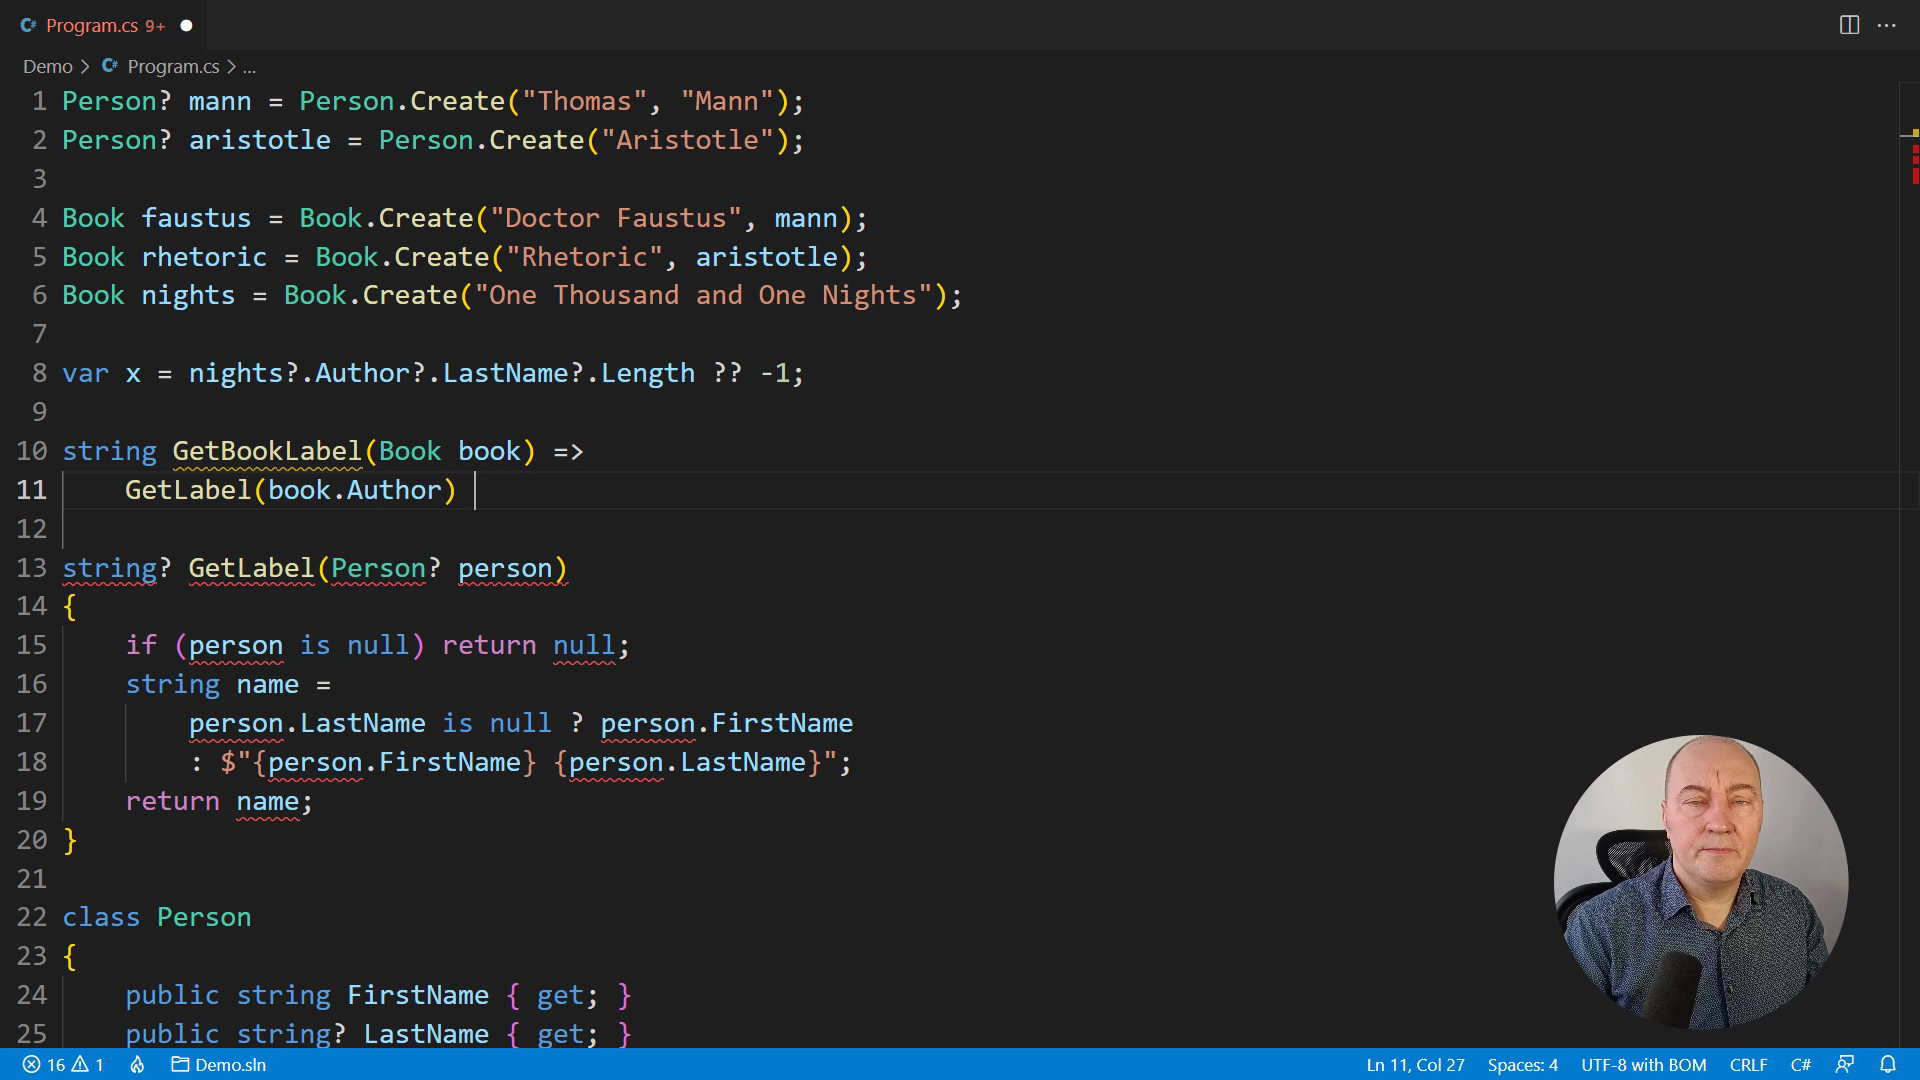 C# Program.cs 9+
Demo > C# Program.cs > ...
1 Person? mann = Person.Create("Thomas", "Mann");
2 Person? aristotle = Person.Create("Aristotle");
3
4 Book faustus = Book.Create("Doctor Faustus", mann);
5 Book rhetoric = Book.Create("Rhetoric", aristotle);
6 Book nights = Book.Create("One Thousand and One Nights");
7
8 var x = nights?.Author?.LastName?.Length ?? -1;
9
10 string GetBookLabel(Book book) =>
11     GetLabel(book.Author)
12
13 string? GetLabel(Person? person)
14 {
15     if (person is null) return null;
16     string name =
17         person.LastName is null ? person.FirstName
18         : $"{person.FirstName} {person.LastName}";
19     return name;
20 }
21
22 class Person
23 {
24     public string FirstName { get; }
25     public string? LastName { get; }
16 1 Demo.sln Ln 11, Col 27 Spaces: 4 UTF-8 with BOM CRLF C#